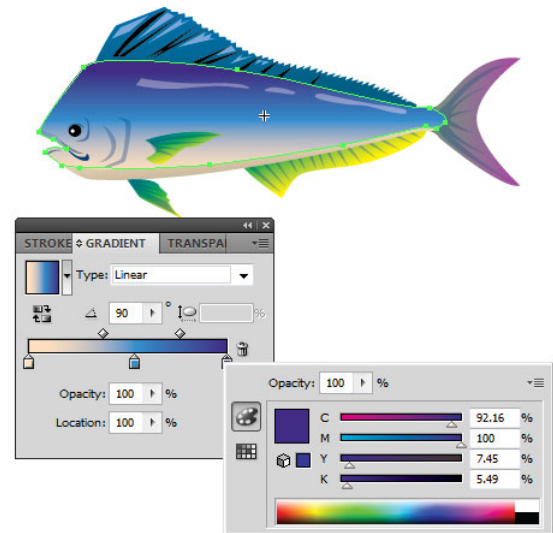 STROKE GRADIENT TRANSPA
Type: Linear
90 ° %
Opacity: 100 %
Location: 100 %
Opacity: 100 %
C 92.16 %
M 100 %
Y 7.45 %
K 5.49 %